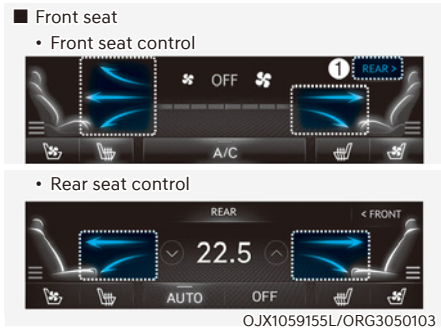 ■ Front seat
• Front seat control
OFF 1 REAR >
A/C
• Rear seat control
REAR < FRONT
22.5
AUTO OFF
OJX1059155L/ORG3050103